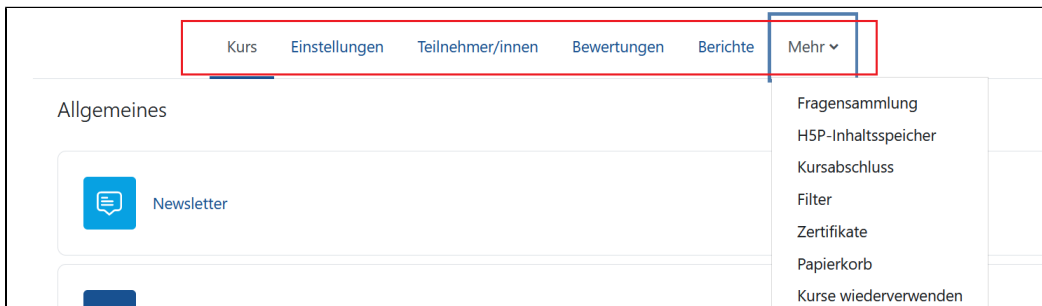 Kurs Einstellungen Teilnehmer/innen Bewertungen Berichte Mehr
Allgemeines
Newsletter
Fragensammlung
H5P-Inhaltsspeicher
Kursabschluss
Filter
Zertifikate
Papierkorb
Kurse wiederverwenden